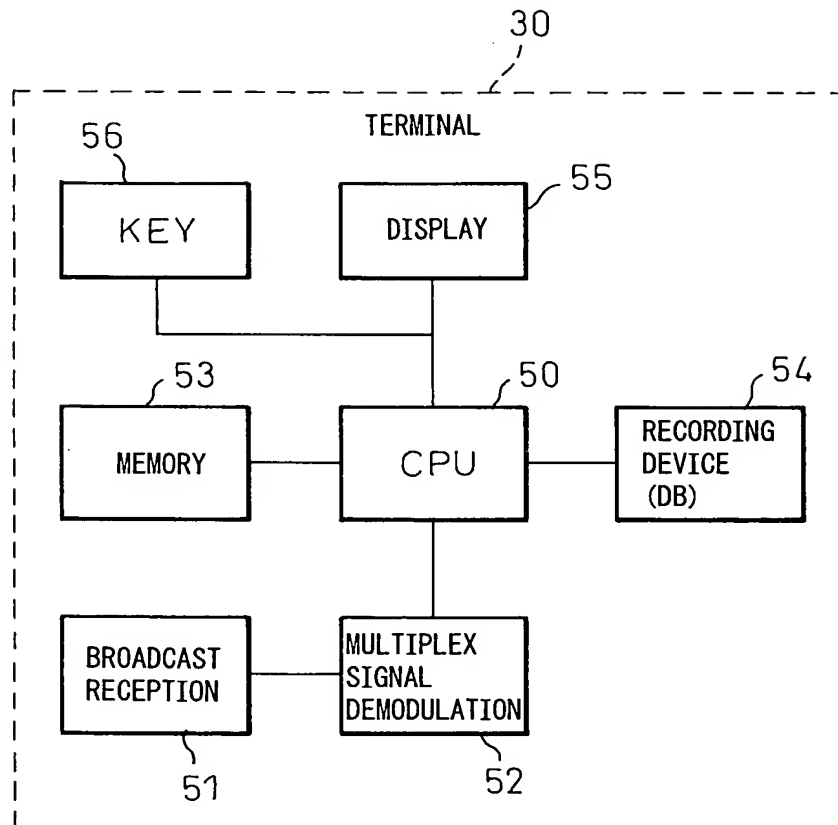 30
TERMINAL
56
55
KEY
DISPLAY
53
50
54
MEMORY
CPU
RECORDING
DEVICE
(DB)
BROADCAST
RECEPTION
MULTIPLEX
SIGNAL
DEMODULATION
51
52